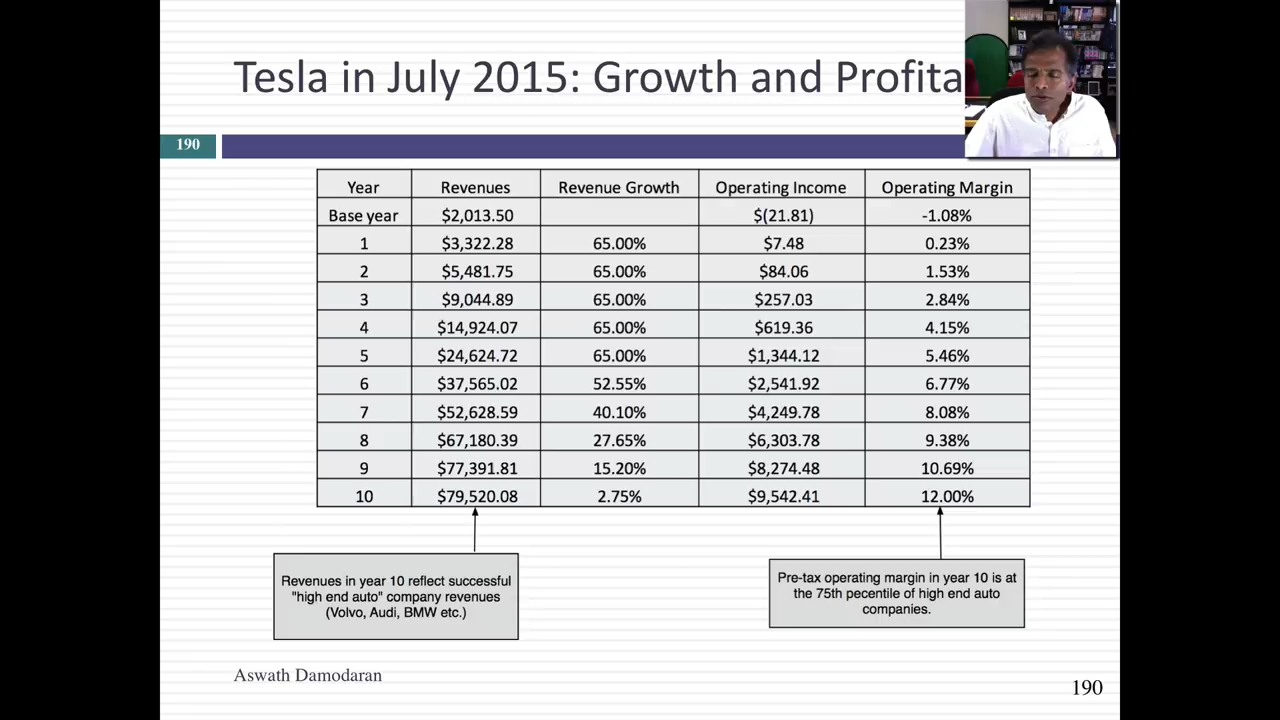 Tesla in July 2015: Growth and Profita
190
Year Revenues Revenue Growth Operating Income Operating Margin
Base year $2,013.50 $(21.81) -1.08%
1 $3,322.28 65.00% $7.48 0.23%
2 $5,481.75 65.00% $84.06 1.53%
3 $9,044.89 65.00% $257.03 2.84%
4 $14,924.07 65.00% $619.36 4.15%
5 $24,624.72 65.00% $1,344.12 5.46%
6 $37,565.02 52.55% $2,541.92 6.77%
7 $52,628.59 40.10% $4,249.78 8.08%
8 $67,180.39 27.65% $6,303.78 9.38%
9 $77,391.81 15.20% $8,274.48 10.69%
10 $79,520.08 2.75% $9,542.41 12.00%
Revenues in year 10 reflect successful
"high end auto" company revenues
(Volvo, Audi, BMW etc.)
Pre-tax operating margin in year 10 is at
the 75th pecentile of high end auto
companies.
Aswath Damodaran
190